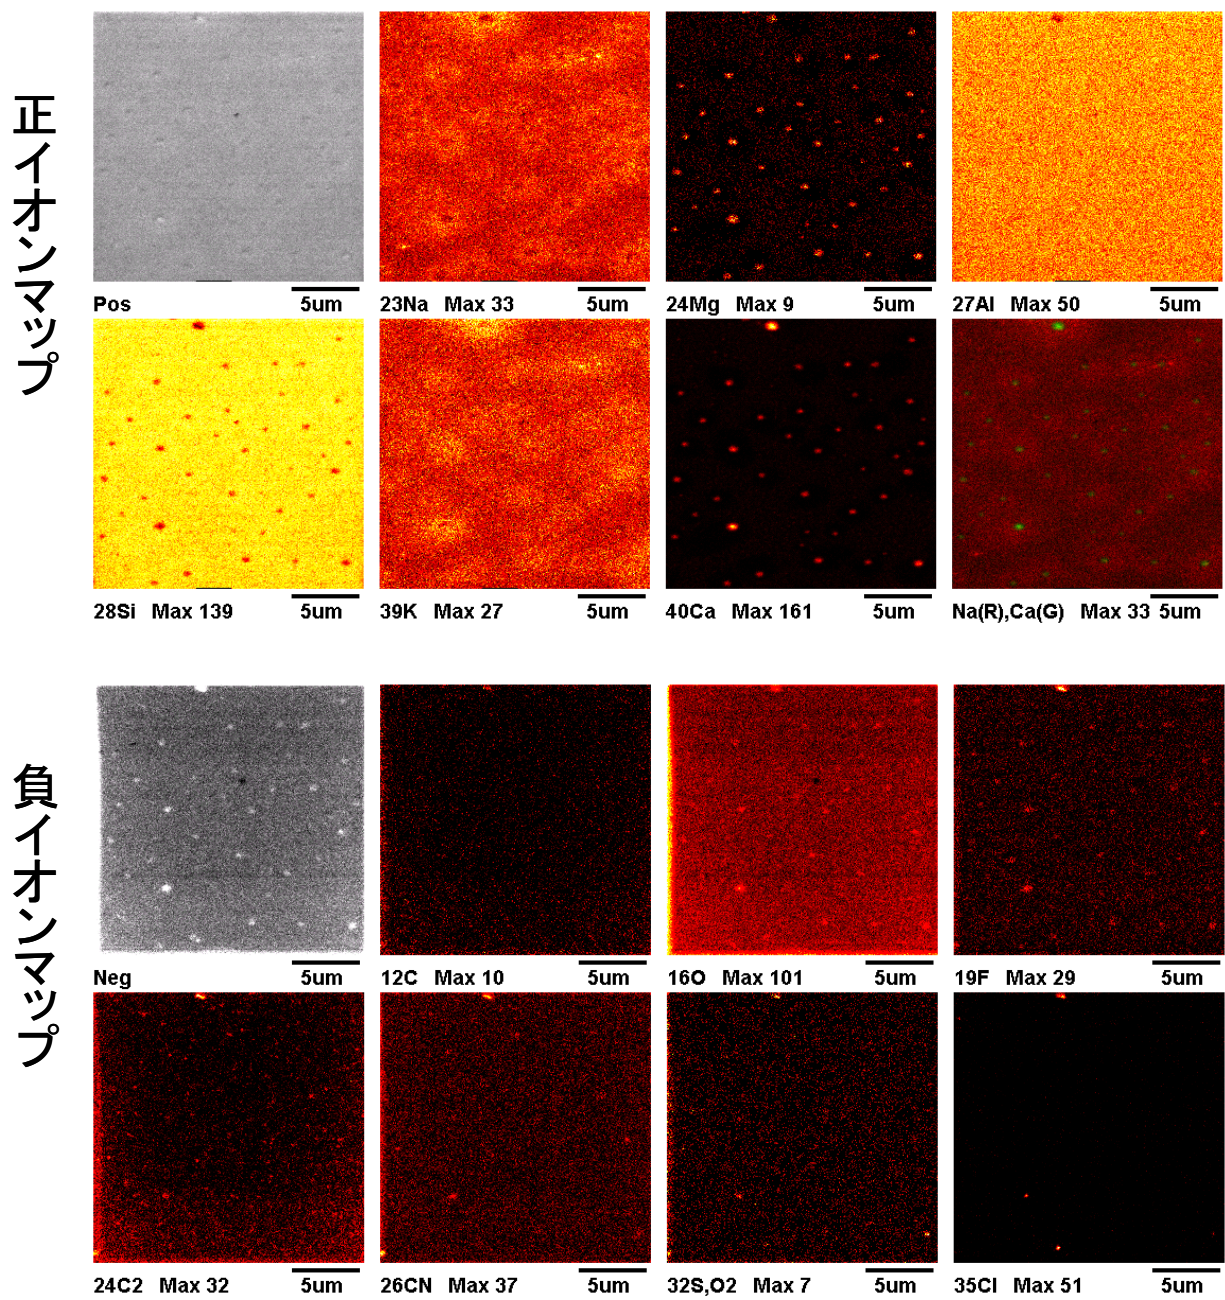 正イオンマップ
Pos 5um
23Na Max 33 5um
24Mg Max 9 5um
27Al Max 50 5um
28Si Max 139 5um
39K Max 27 5um
40Ca Max 161 5um
Na(R),Ca(G) Max 33 5um
負イオンマップ
Neg 5um
12C Max 10 5um
16O Max 101 5um
19F Max 29 5um
24C2 Max 32 5um
26CN Max 37 5um
32S,O2 Max 7 5um
35Cl Max 51 5um